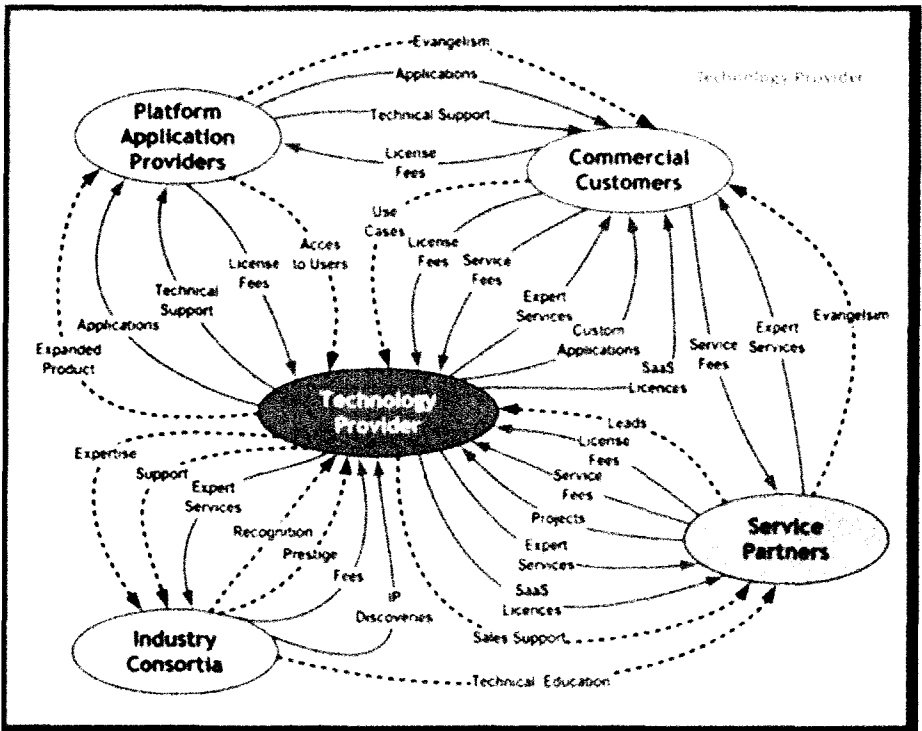 Evangelism
Applications
Technology Provider
Platform
Application
Providers
Technical Support
License
Fees
Commercial
Customers
Use
Cases
Acces
to Users
License
Fees
License
Fees
Service
Fees
Technical
Support
Expert
Services
Applications
Custom
Applications
Evangelsim
Expert
Services
Service
Fees
Expanded
Product
SaaS
Licences
Technology
Provider
Leads
License
Fees
Expertise
Support
Service
Fees
Expert
Services
Recognition
Projects
Service
Partners
Prestige
Expert
Services
Fees
SaaS
Licences
IP
Discoveries
Industry
Consortia
Sales Support
Technical Education